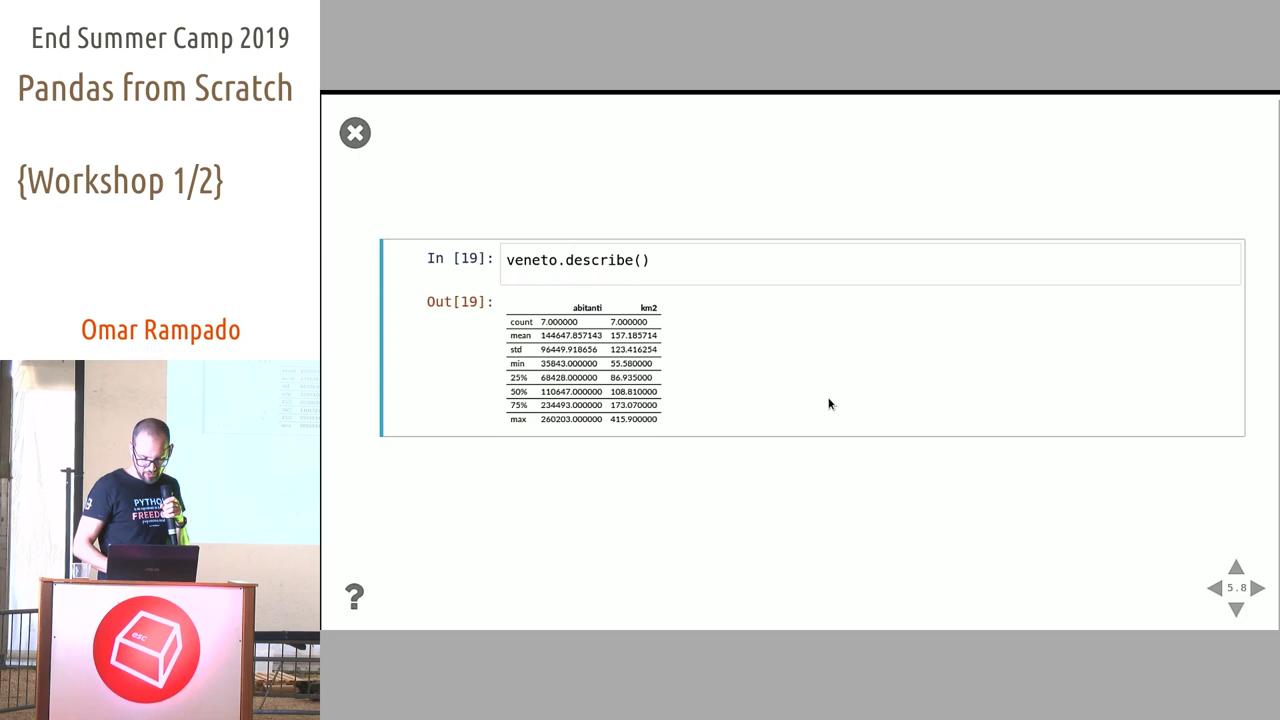 End Summer Camp 2019
Pandas from Scratch
{Workshop 1/2}
Omar Rampado
In [19]: veneto.describe()
Out[19]:
abitanti km2
count 7.000000 7.000000
mean 144647.857143 157.185714
std 96449.918656 123.416254
min 35843.000000 55.580000
25% 68428.000000 86.935000
50% 110647.000000 108.810000
75% 234493.000000 173.070000
max 260203.000000 415.900000
?
5.8
PYTHON
FREEDOM
esc